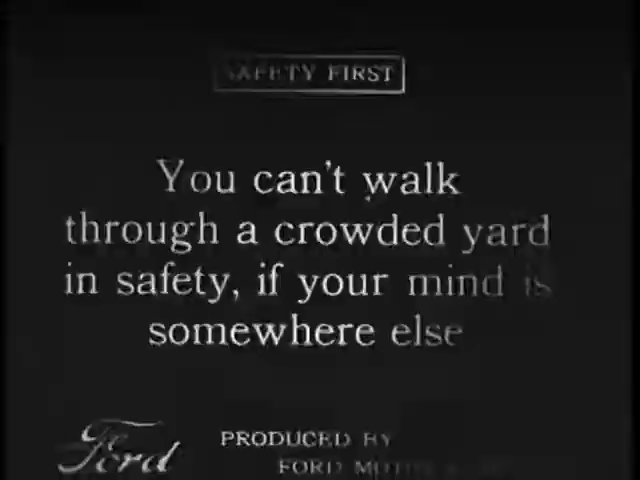 SAFETY FIRST
You can't walk
through a crowded yard
in safety, if your mind is
somewhere else
Ford
PRODUCED BY
FORD